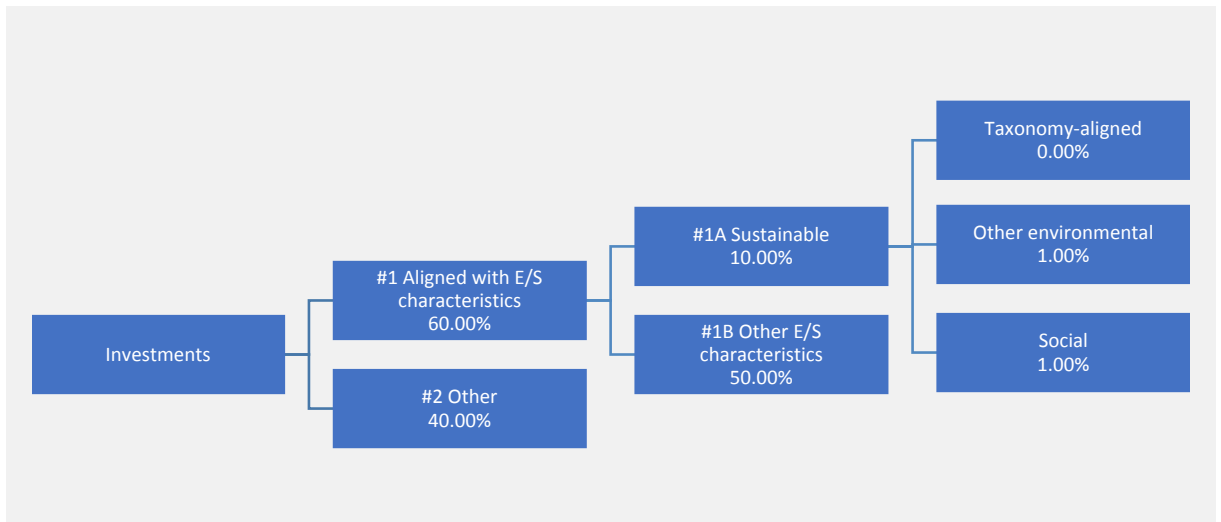 Investments
#1 Aligned with E/S
characteristics
60.00%
#2 Other
40.00%
#1A Sustainable
10.00%
#1B Other E/S
characteristics
50.00%
Taxonomy-aligned
0.00%
Other environmental
1.00%
Social
1.00%